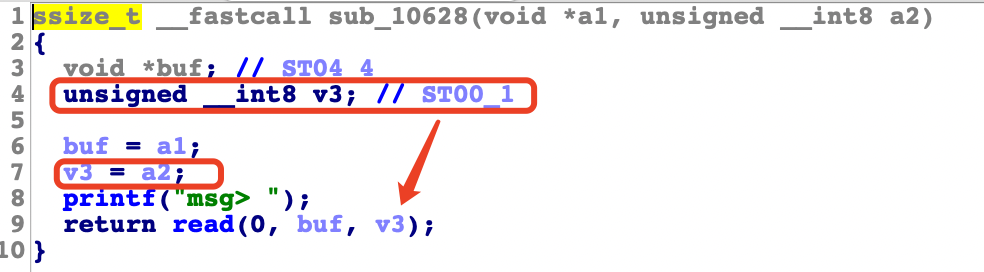 1 ssize_t __fastcall sub_10628(void *a1, unsigned __int8 a2)
2 {
3 void *buf; // ST04_4
4 unsigned __int8 v3; // ST00_1
5
6 buf = a1;
7 v3 = a2;
8 printf("msg> ");
9 return read(0, buf, v3);
10 }